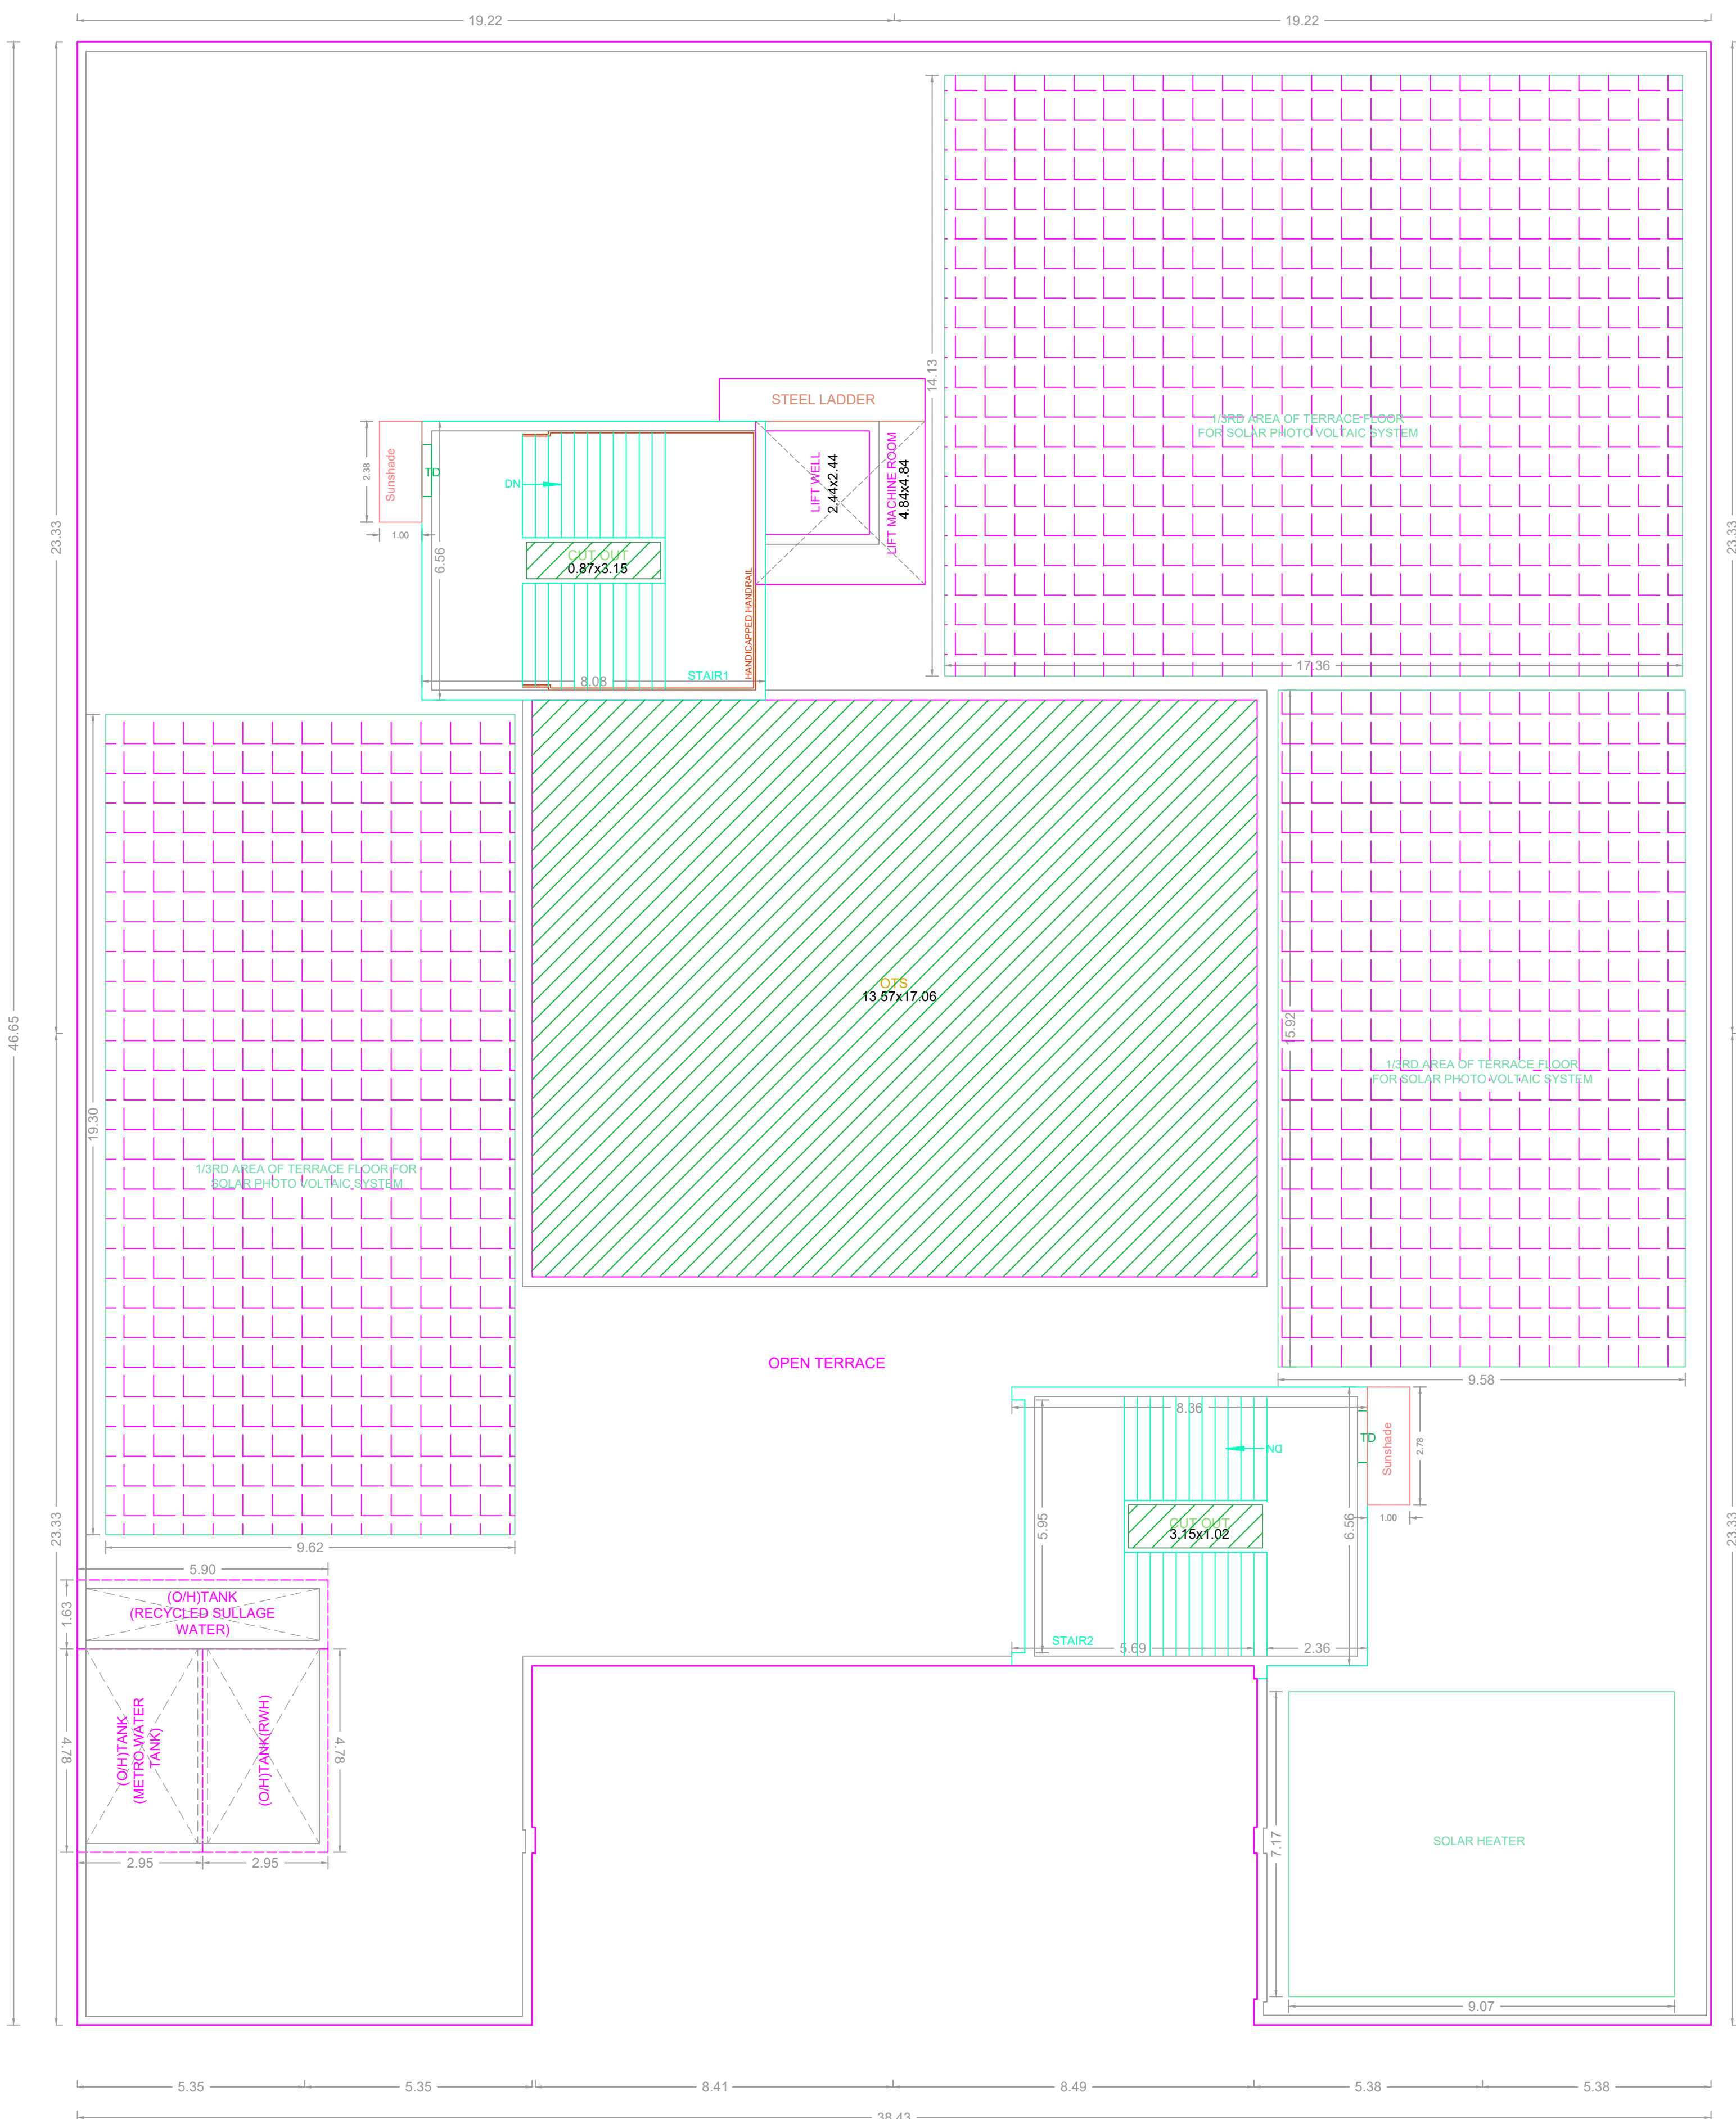 19.22
19.22
46.65
23.33
23.33
STEEL LADDER
14.13
1/3RD AREA OF TERRACE FLOOR
FOR SOLAR PHOTO VOLTAIC SYSTEM
2.38
Sunshade
TD
DN
LIFT WELL
2.44x2.44
LIFT MACHINE ROOM
4.84x4.84
1.00
6.56
CUT OUT
0.87x3.15
HANDICAPPED HANDRAIL
STAIR1
8.08
17.36
OTS
13.57x17.06
15.92
1/3RD AREA OF TERRACE FLOOR
FOR SOLAR PHOTO VOLTAIC SYSTEM
19.30
1/3RD AREA OF TERRACE FLOOR FOR
SOLAR PHOTO VOLTAIC SYSTEM
OPEN TERRACE
9.58
8.36
TD
Sunshade
2.78
DN
5.95
CUT OUT
3.15x1.02
6.56
1.00
23.33
23.33
9.62
5.90
1.63
(O/H)TANK
(RECYCLED SULLAGE
WATER)
STAIR2
5.69
2.36
4.78
(O/H)TANK
(METRO WATER
TANK)
(O/H)TANK(RWH)
4.78
2.95
2.95
7.17
SOLAR HEATER
9.07
5.35
5.35
8.41
8.49
5.38
5.38
38.43